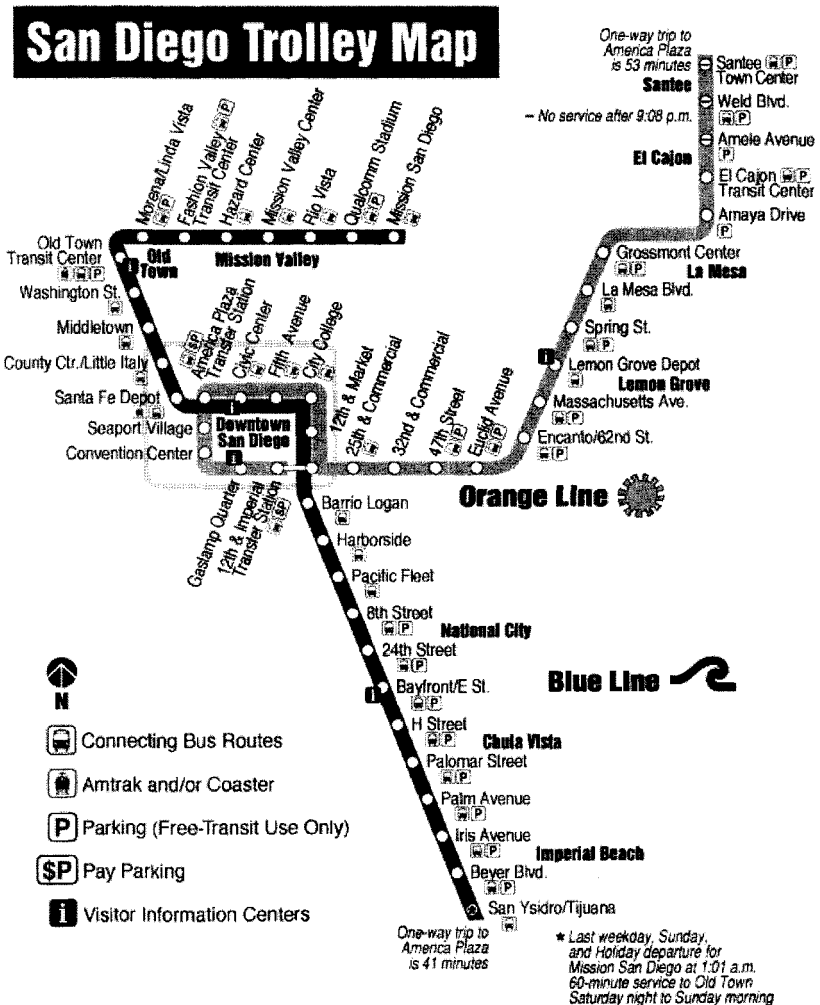 San Diego Trolley Map
One-way trip to
America Plaza
is 53 minutes
Santee
Santee
Town Center
Weld Blvd.
– No service after 9:08 p.m.
Amele Avenue
El Cajon
El Cajon
Transit Center
Amaya Drive
Grossmont Center
La Mesa
La Mesa Blvd.
Spring St.
Lemon Grove Depot
Lemon Grove
Massachusetts Ave.
Encanto/62nd St.
Morena/Linda Vista
Fashion Valley
Transit Center
Hazard Center
Mission Valley Center
Rio Vista
Qualcomm Stadium
Mission San Diego
Old Town
Transit Center
Old
Town
Mission Valley
Washington St.
Middletown
County Ctr./Little Italy
Santa Fe Depot
America Plaza
Transfer Station
Civic Center
Fifth Avenue
City College
12th & Market
25th & Commercial
32nd & Commercial
47th Street
Euclid Avenue
Seaport Village
Downtown
San Diego
Convention Center
Gaslamp Quarter
12th & Imperial
Transfer Station
Orange Line
Barrio Logan
Harborside
Pacific Fleet
8th Street
National City
24th Street
Bayfront/E St.
Blue Line
H Street
Chula Vista
Palomar Street
Palm Avenue
Iris Avenue
Imperial Beach
Beyer Blvd.
San Ysidro/Tijuana
One-way trip to
America Plaza
is 41 minutes
N
Connecting Bus Routes
Amtrak and/or Coaster
P Parking (Free-Transit Use Only)
$P Pay Parking
i Visitor Information Centers
★ Last weekday, Sunday,
and Holiday departure for
Mission San Diego at 1:01 a.m.
60-minute service to Old Town
Saturday night to Sunday morning